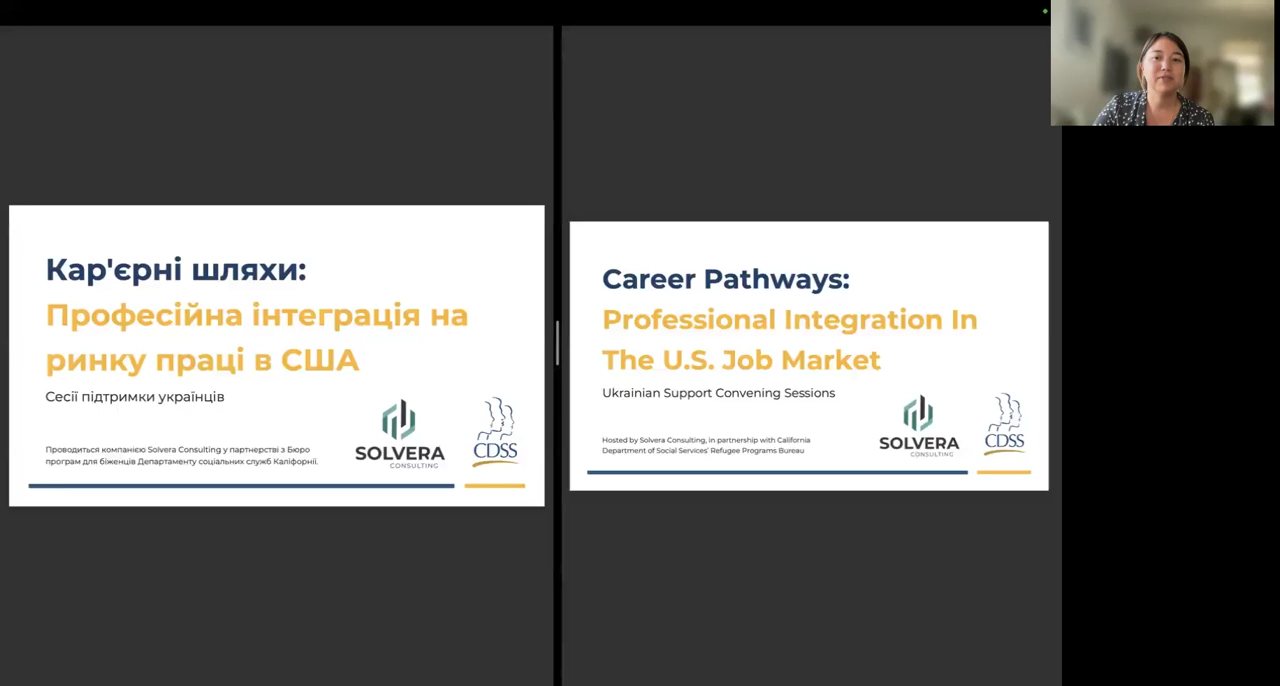 Кар'єрні шляхи:
Професійна інтеграція на
ринку праці в США
Сесії підтримки українців
Проводиться компанією Solvera Consulting у партнерстві з Бюро
програм для біженців Департаменту соціальних служб Каліфорнії.
SOLVERA
CONSULTING
CDSS
Career Pathways:
Professional Integration In
The U.S. Job Market
Ukrainian Support Convening Sessions
Hosted by Solvera Consulting, in partnership with California
Department of Social Services' Refugee Programs Bureau
SOLVERA
CONSULTING
CDSS